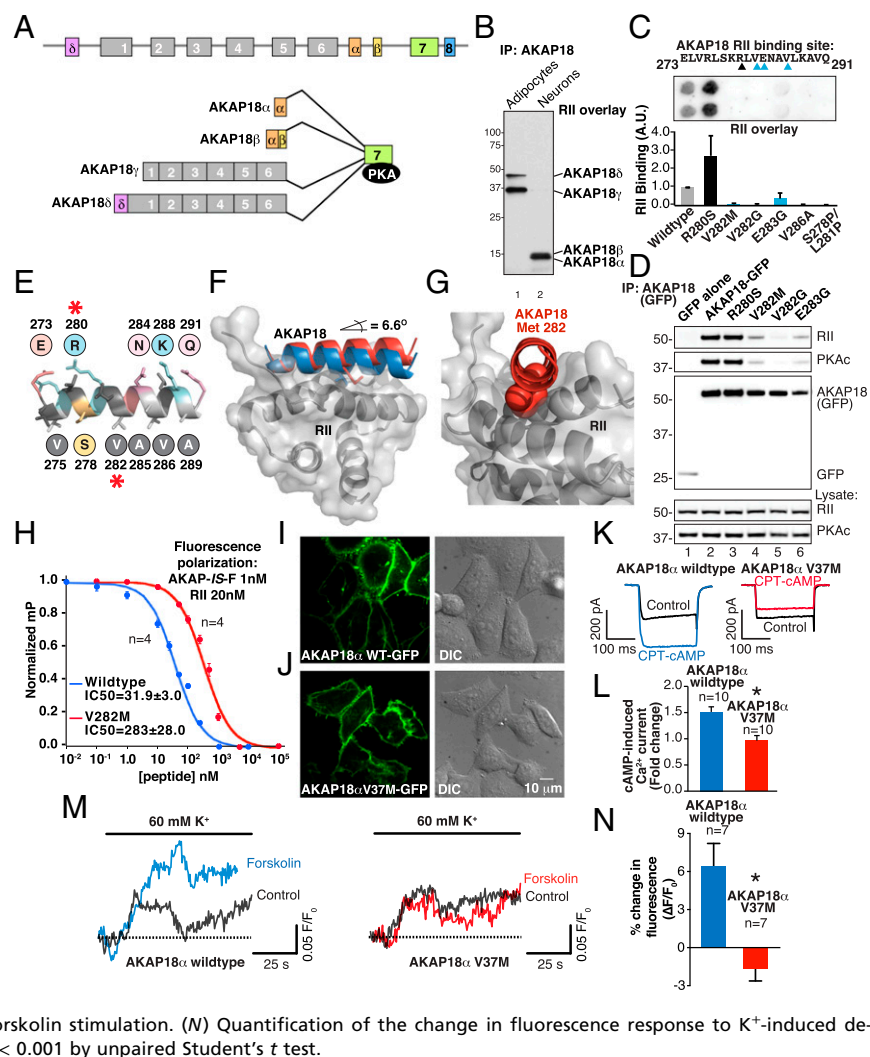 A
δ 1 2 3 4 5 6 α β 7 8
AKAP18α α
AKAP18β α β
AKAP18γ 1 2 3 4 5 6
AKAP18δ δ 1 2 3 4 5 6
7
PKA
B
IP: AKAP18
Adipocytes
Neurons
RII overlay
100
75
50
37
25
15
AKAP18δ
AKAP18γ
AKAP18β
AKAP18α
1 2
C
AKAP18 RII binding site:
ELVRLSKRLVENAVLKAVQ
273 291
RII overlay
RII Binding (A.U.)
4.0
3.0
2.0
1.0
0.0
Wildtype
R280S
V282M
V282G
E283G
V286A
S278P/
L281P
D
IP: AKAP18
(GFP)
GFP alone
AKAP18-GFP
R280S
V282M
V282G
E283G
50- RII
37- PKAc
50- AKAP18
(GFP)
37-
25- GFP
Lysate:
50- RII
37- PKAc
1 2 3 4 5 6
E
*
273 280 284 288 291
E R N K Q
V S V A V A
275 278 282 285 286 289
*
F
AKAP18 = 6.6°
RII
G
AKAP18
Met 282
RII
H
Fluorescence
polarization:
AKAP-IS-F 1nM
RII 20nM
Normalized mP
1.0
0.8
0.6
0.4
0.2
0.0
n=4
n=4
Wildtype
IC50=31.9±3.0
V282M
IC50=283±28.0
10⁻² 10⁻¹ 1.0 10¹ 10² 10³ 10⁴ 10⁵
[peptide] nM
I
AKAP18α WT-GFP DIC
J
AKAP18αV37M-GFP DIC
10 μm
K
AKAP18α wildtype AKAP18α V37M
CPT-cAMP
Control
Control
CPT-cAMP
200 pA
100 ms
200 pA
100 ms
L
AKAP18α
wildtype
n=10
*
AKAP18α
V37M
n=10
cAMP-induced
Ca²⁺ current
(Fold change)
2.0
1.5
1.0
0.5
0.0
M
60 mM K⁺
Forskolin
Control
0.05 F/F₀
25 s
AKAP18α wildtype
60 mM K⁺
Forskolin
Control
0.05 F/F₀
25 s
AKAP18α V37M
N
AKAP18α
wildtype
n=7
*
AKAP18α
V37M
n=7
% change in
fluorescence
(ΔF/F₀)
9
6
3
0
-3
orskolin stimulation. (N) Quantification of the change in fluorescence response to K⁺-induced de-
< 0.001 by unpaired Student's t test.